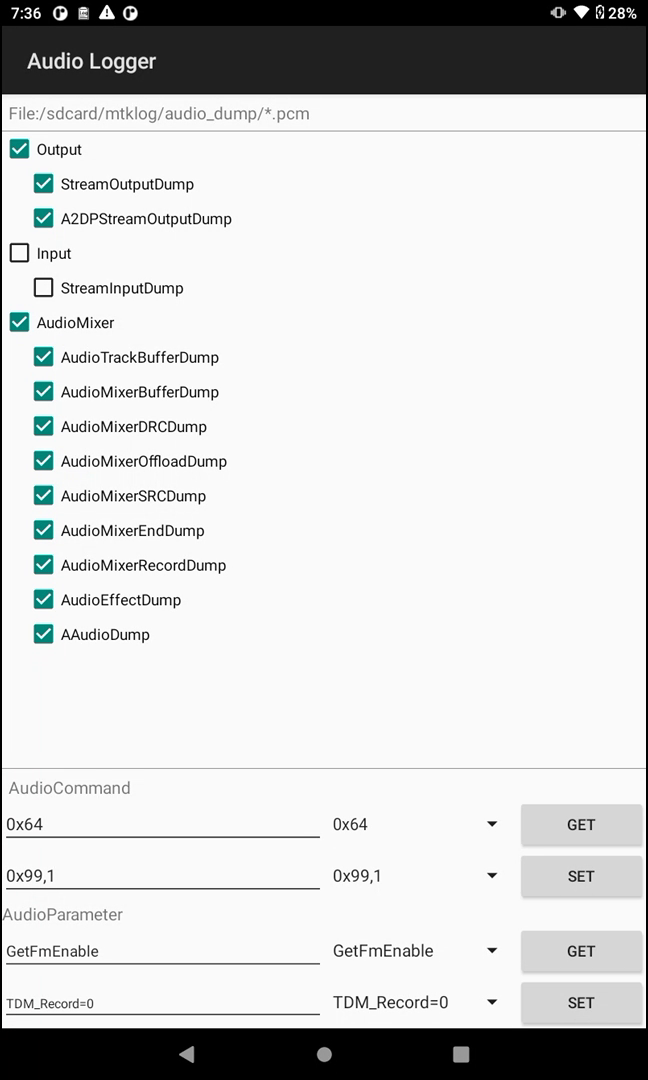 7:36 28%
Audio Logger
File:/sdcard/mtklog/audio_dump/*.pcm
Output
StreamOutputDump
A2DPStreamOutputDump
Input
StreamInputDump
AudioMixer
AudioTrackBufferDump
AudioMixerBufferDump
AudioMixerDRCDump
AudioMixerOffloadDump
AudioMixerSRCDump
AudioMixerEndDump
AudioMixerRecordDump
AudioEffectDump
AAudioDump
AudioCommand
0x64 0x64 GET
0x99,1 0x99,1 SET
AudioParameter
GetFmEnable GetFmEnable GET
TDM_Record=0 TDM_Record=0 SET